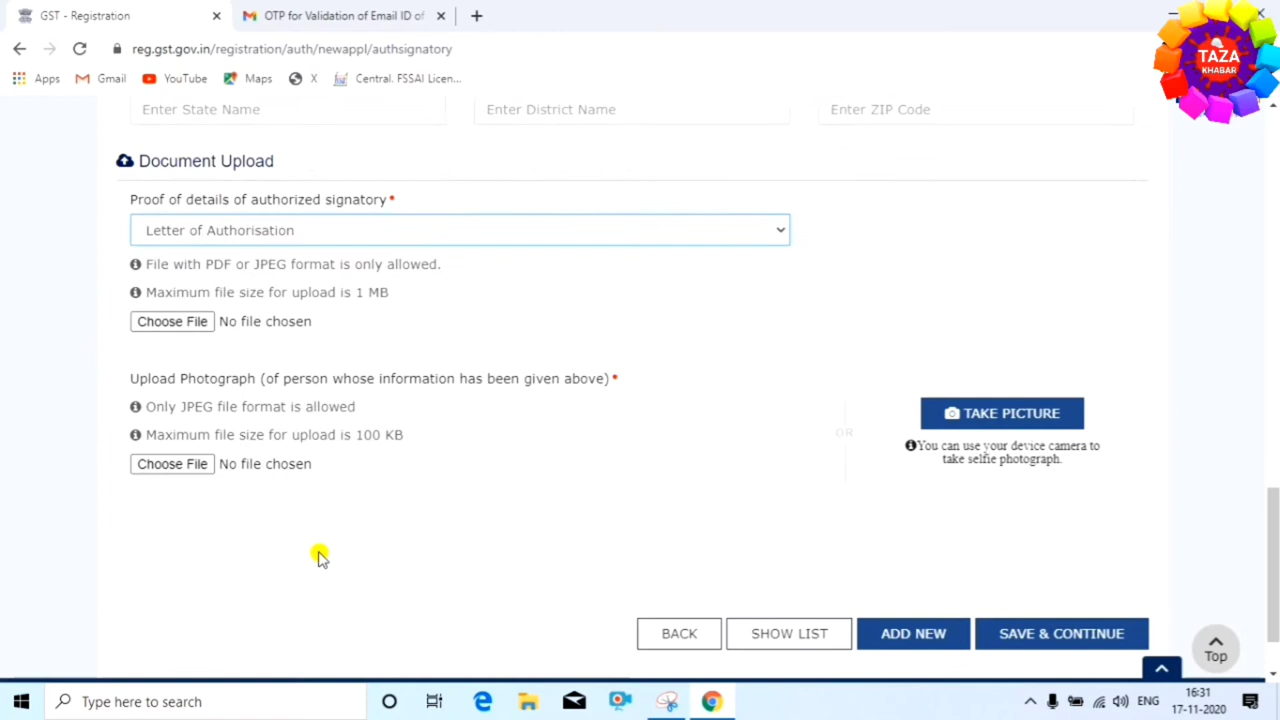 GST - Registration
OTP for Validation of Email ID of
reg.gst.gov.in/registration/auth/newappl/authsignatory
Apps Gmail YouTube Maps X Central. FSSAI Licen...
TAZA
KHABAR
Enter State Name Enter District Name Enter ZIP Code
Document Upload
Proof of details of authorized signatory*
Letter of Authorisation
File with PDF or JPEG format is only allowed.
Maximum file size for upload is 1 MB
Choose File No file chosen
Upload Photograph (of person whose information has been given above)*
Only JPEG file format is allowed
Maximum file size for upload is 100 KB
Choose File No file chosen
OR
TAKE PICTURE
You can use your device camera to
take selfie photograph.
BACK SHOW LIST ADD NEW SAVE & CONTINUE
Top
Type here to search
ENG
16:31
17-11-2020